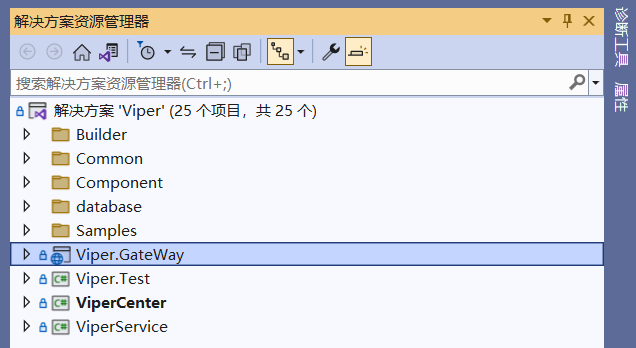 解决方案资源管理器
搜索解决方案资源管理器(Ctrl+;)
解决方案 'Viper' (25 个项目，共 25 个)
Builder
Common
Component
database
Samples
Viper.GateWay
C# Viper.Test
C# ViperCenter
C# ViperService
诊断工具
属性